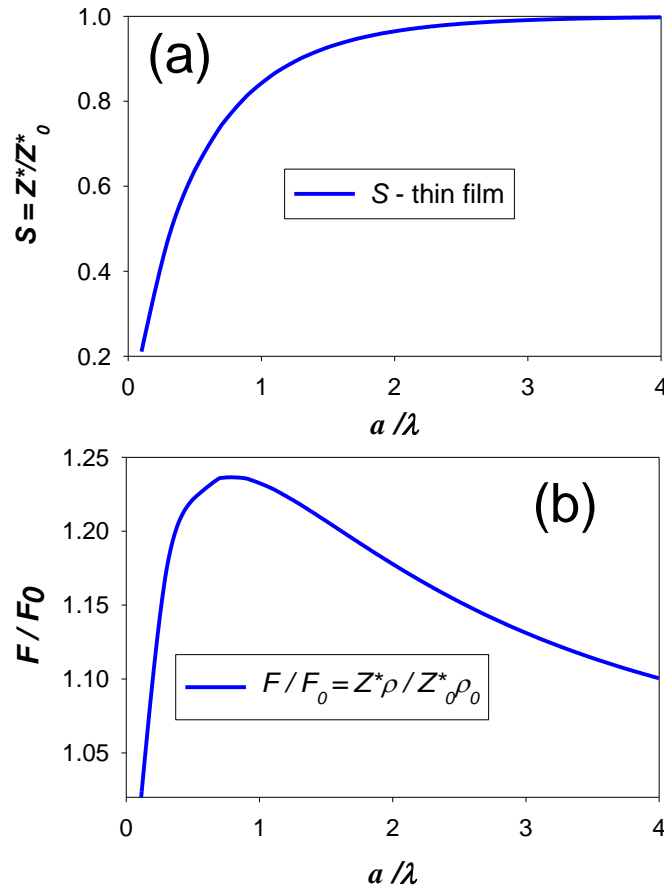 (a)
1.0
0.8
0.6
0.4
0.2
S = Z*/Z*0
S - thin film
0 1 2 3 4
a /λ
(b)
1.25
1.20
1.15
1.10
1.05
F / F0
F / F0 = Z*ρ / Z*0ρ0
0 1 2 3 4
a /λ